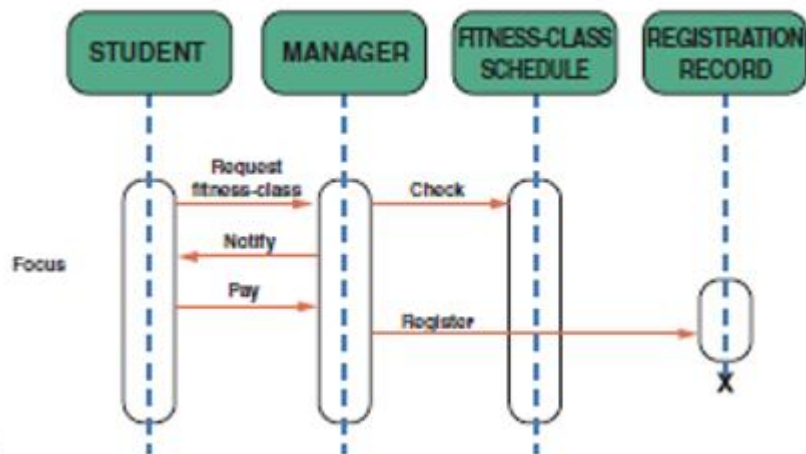 STUDENT
MANAGER
FITNESS-CLASS
SCHEDULE
REGISTRATION
RECORD
Request
fitness-class
Check
Notify
Focus
Pay
Register
X